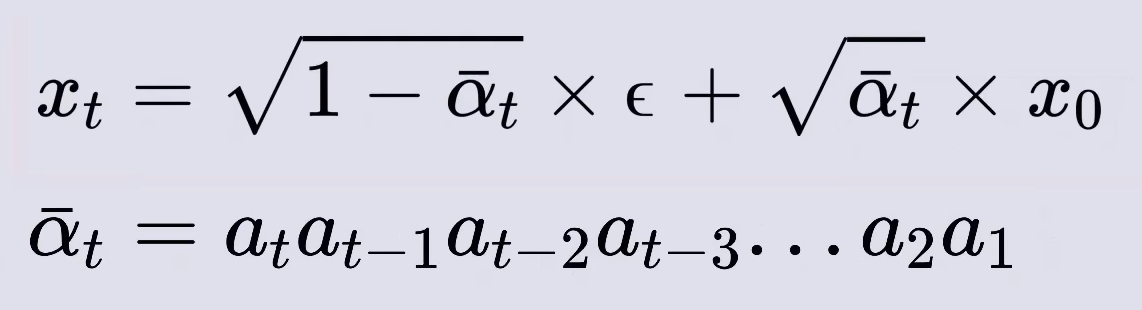 x_t = √(1 − ᾱ_t) × ϵ + √(ᾱ_t) × x_0
ᾱ_t = a_t a_{t−1} a_{t−2} a_{t−3} ... a_2 a_1